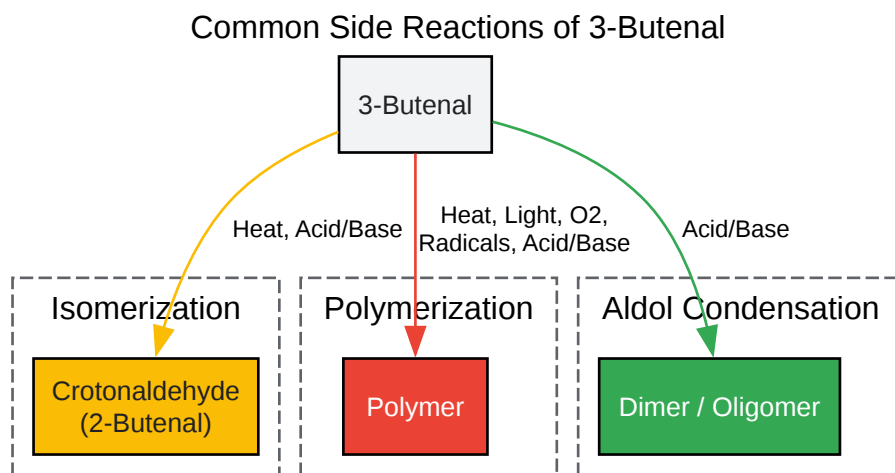 Common Side Reactions of 3-Butenal
3-Butenal
Heat, Acid/Base
Heat, Light, O2,
Radicals, Acid/Base
Acid/Base
Isomerization
Polymerization
Aldol Condensation
Crotonaldehyde
(2-Butenal)
Polymer
Dimer / Oligomer